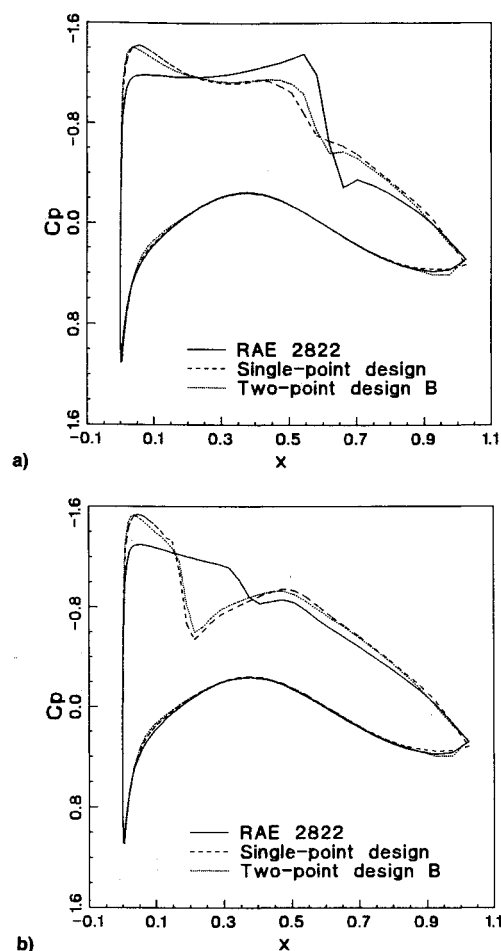 -1.6
-0.8
0.0
0.8
1.6
Cp
RAE 2822
Single-point design
Two-point design B
-0.1 0.1 0.3 0.5 0.7 0.9 1.1
x
a)
-1.6
-0.8
0.0
0.8
1.6
Cp
RAE 2822
Single-point design
Two-point design B
-0.1 0.1 0.3 0.5 0.7 0.9 1.1
x
b)